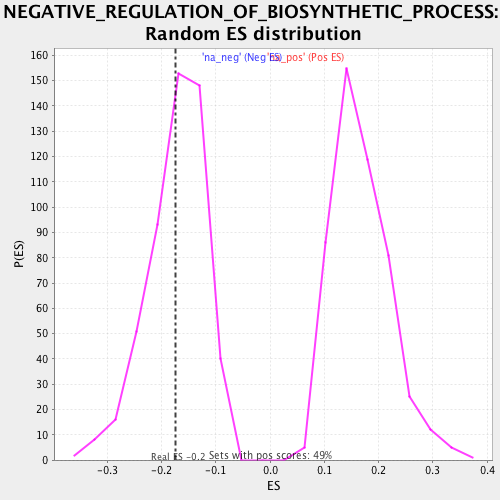 NEGATIVE_REGULATION_OF_BIOSYNTHETIC_PROCESS:
Random ES distribution
'na_neg' (Neg ES)
'na_pos' (Pos ES)
160
150
140
130
120
110
100
90
80
70
60
50
40
30
20
10
0
P(ES)
Real ES -0.2
Sets with pos scores: 49%
-0.3 -0.2 -0.1 0.0 0.1 0.2 0.3 0.4
ES